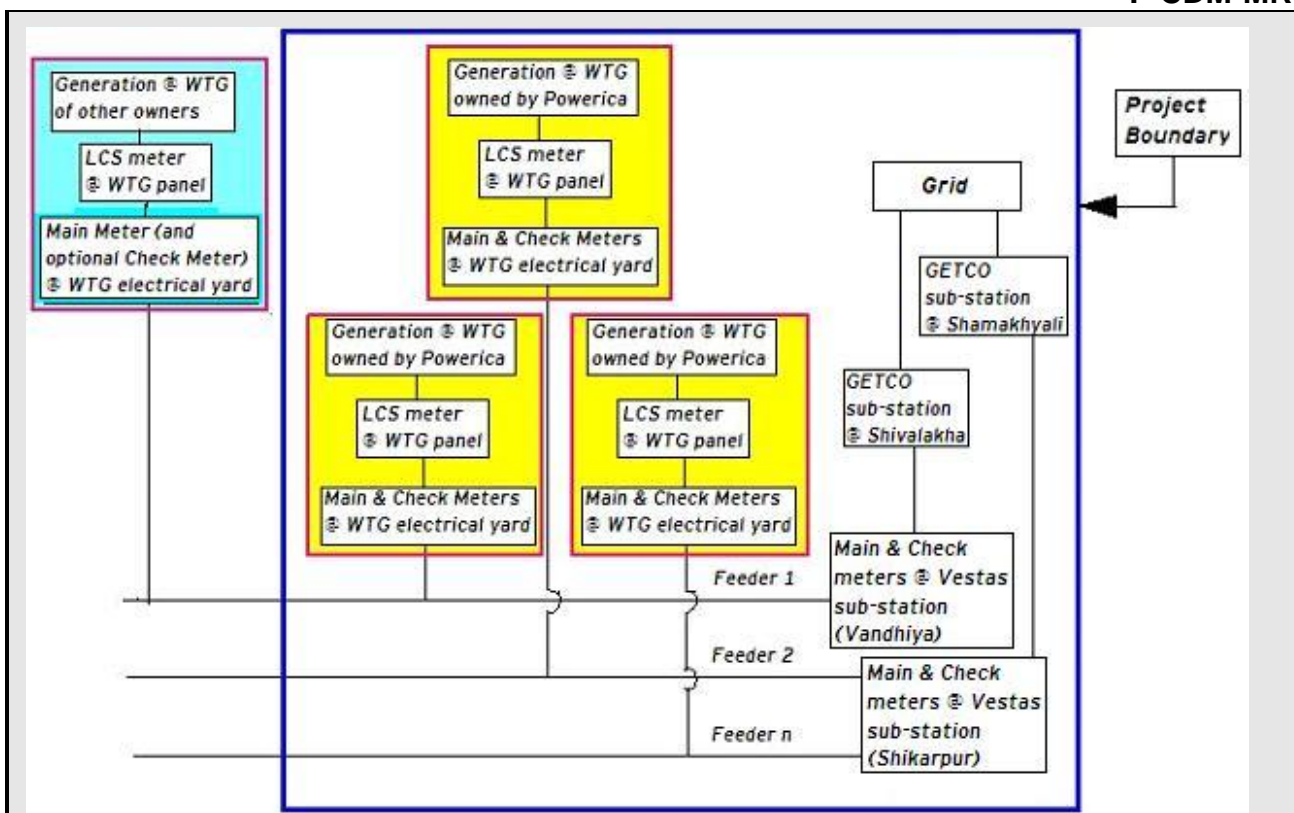 Generation @ WTG
of other owners
LCS meter
@ WTG panel
Main Meter (and
optional Check Meter)
@ WTG electrical yard
Generation @ WTG
owned by Powerica
LCS meter
@ WTG panel
Main & Check Meters
@ WTG electrical yard
Generation @ WTG
owned by Powerica
LCS meter
@ WTG panel
Main & Check Meters
@ WTG electrical yard
Generation @ WTG
owned by Powerica
LCS meter
@ WTG panel
Main & Check Meters
@ WTG electrical yard
Grid
GETCO
sub-station
@ Shamakhyali
GETCO
sub-station
@ Shivalakha
Main & Check
meters @ Vestas
sub-station
(Vandhiya)
Main & Check
meters @ Vestas
sub-station
(Shikarpur)
Feeder 1
Feeder 2
Feeder n
Project
Boundary